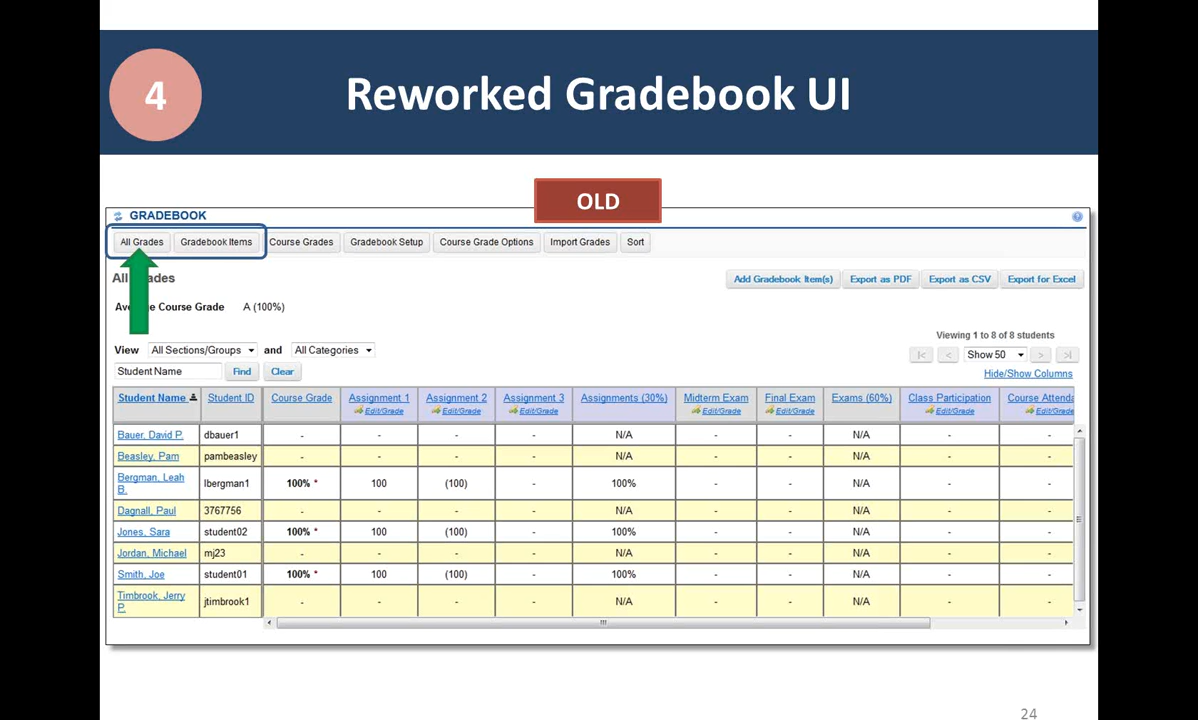 4
Reworked Gradebook UI
OLD
GRADEBOOK
All Grades Gradebook Items Course Grades Gradebook Setup Course Grade Options Import Grades Sort
All
Add Gradebook Item(s) Export as PDF Export as CSV Export for Excel
Course Grade A (100%)
Viewing 1 to 8 of 8 students
View All Sections/Groups and All Categories
|< < Show 50 > >|
Student Name Find Clear
Hide/Show Columns
Student Name Student ID Course Grade Assignment 1 Assignment 2 Assignment 3 Assignments (30%) Midterm Exam Final Exam Exams (60%) Class Participation Course Attenda
Edit/Grade Edit/Grade Edit/Grade Edit/Grade Edit/Grade Edit/Grade Edit/Grade
Bauer, David P. dbauer1 - - - - N/A - - N/A - -
Beasley, Pam pambeasley - - - - N/A - - N/A - -
Bergman, Leah B. lbergman1 100% * 100 (100) - 100% - - N/A - -
Dagnall, Paul 3767756 - - - - N/A - - N/A - -
Jones, Sara student02 100% * 100 (100) - 100% - - N/A - -
Jordan, Michael mj23 - - - - N/A - - N/A - -
Smith, Joe student01 100% * 100 (100) - 100% - - N/A - -
Timbrook, Jerry P. jtimbrook1 - - - - N/A - - N/A - -
24